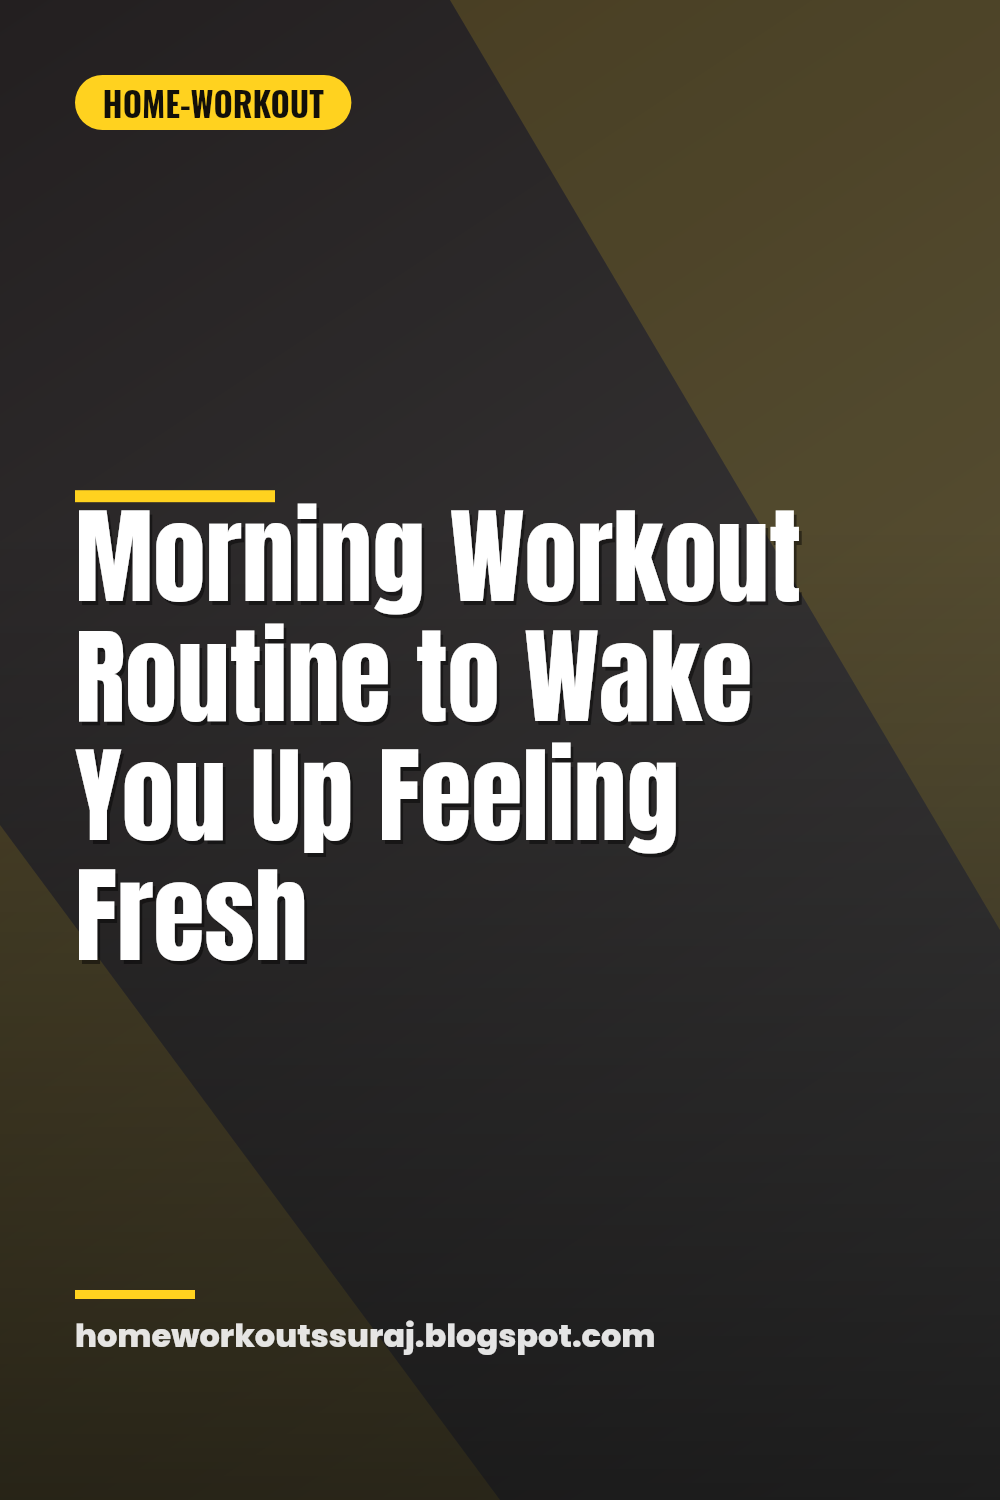 HOME-WORKOUT
Morning Workout
Routine to Wake
You Up Feeling
Fresh
homeworkoutssuraj.blogspot.com